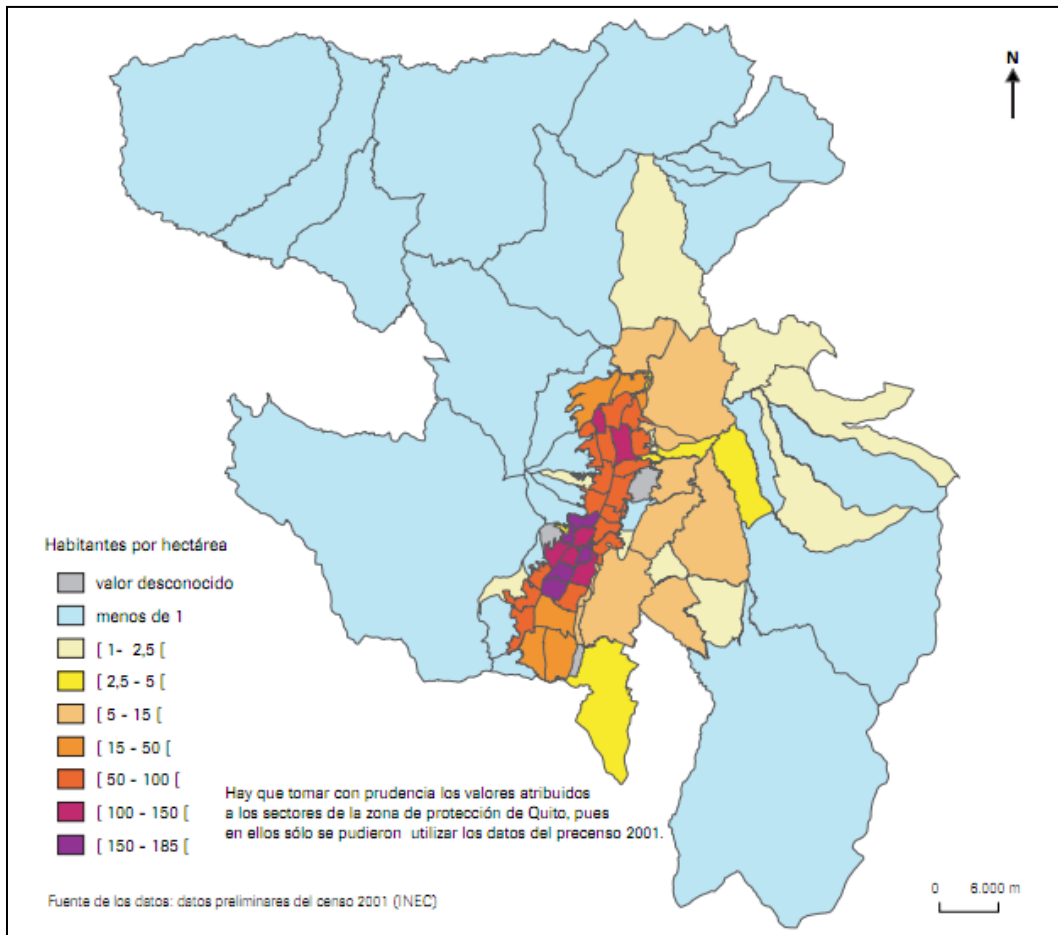 N
Habitantes por hectárea
valor desconocido
menos de 1
[ 1- 2,5 [
[ 2,5 - 5 [
[ 5 - 15 [
[ 15 - 50 [
[ 50 - 100 [
[ 100 - 150 [
[ 150 - 185 [
Hay que tomar con prudencia los valores atribuidos
a los sectores de la zona de protección de Quito, pues
en ellos sólo se pudieron utilizar los datos del precenso 2001.
Fuente de los datos: datos preliminares del censo 2001 (INEC)
0 6.000 m